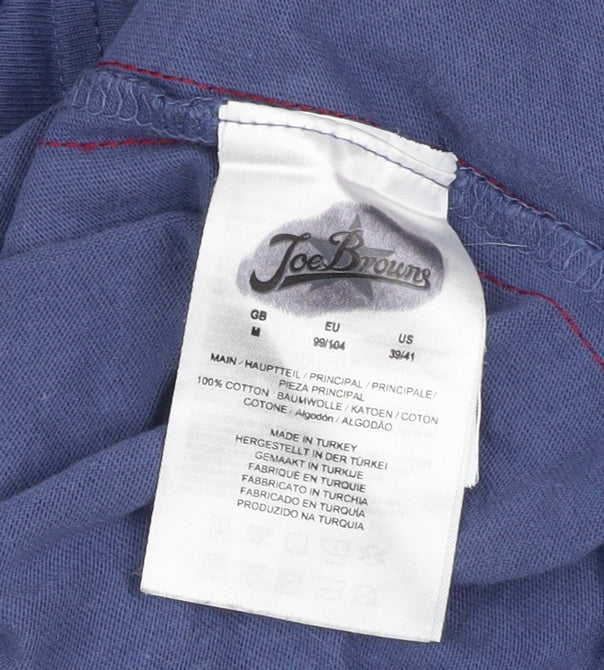 Joe Browns
GB EU US
M 99/104 39/41
MAIN / HAUPTTEIL / PRINCIPAL / PRINCIPALE /
PIEZA PRINCIPAL
100% COTTON / BAUMWOLLE / KATOEN / COTON
COTONE / Algodón / ALGODÃO
MADE IN TURKEY
HERGESTELLT IN DER TÜRKEI
GEMAAKT IN TURKIJE
FABRIQUÉ EN TURQUIE
FABBRICATO IN TURCHIA
FABRICADO EN TURQUÍA
PRODUZIDO NA TURQUIA